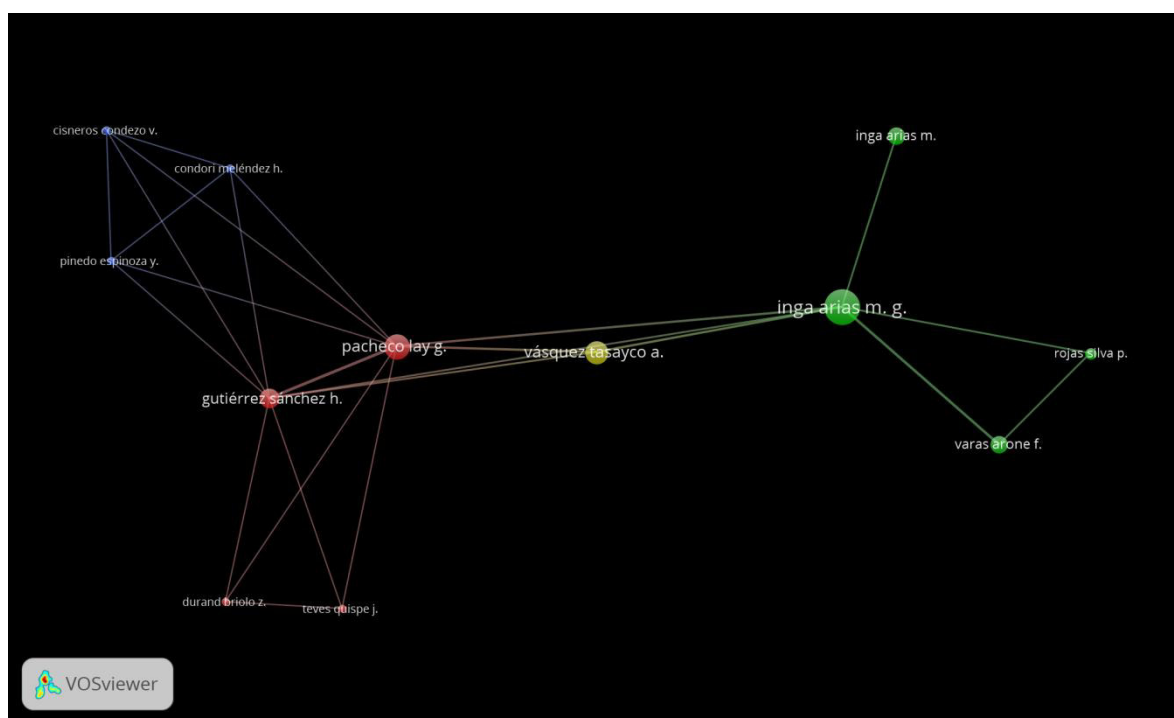 cisneros condezo v.
inga arias m.
condori meléndez h.
pinedo espinoza y.
inga arias m. g.
pacheco lay g.
vásquez tasayco a.
rojas silva p.
gutiérrez sánchez h.
varas arone f.
durand briolo z.
teves quispe j.
VOSviewer